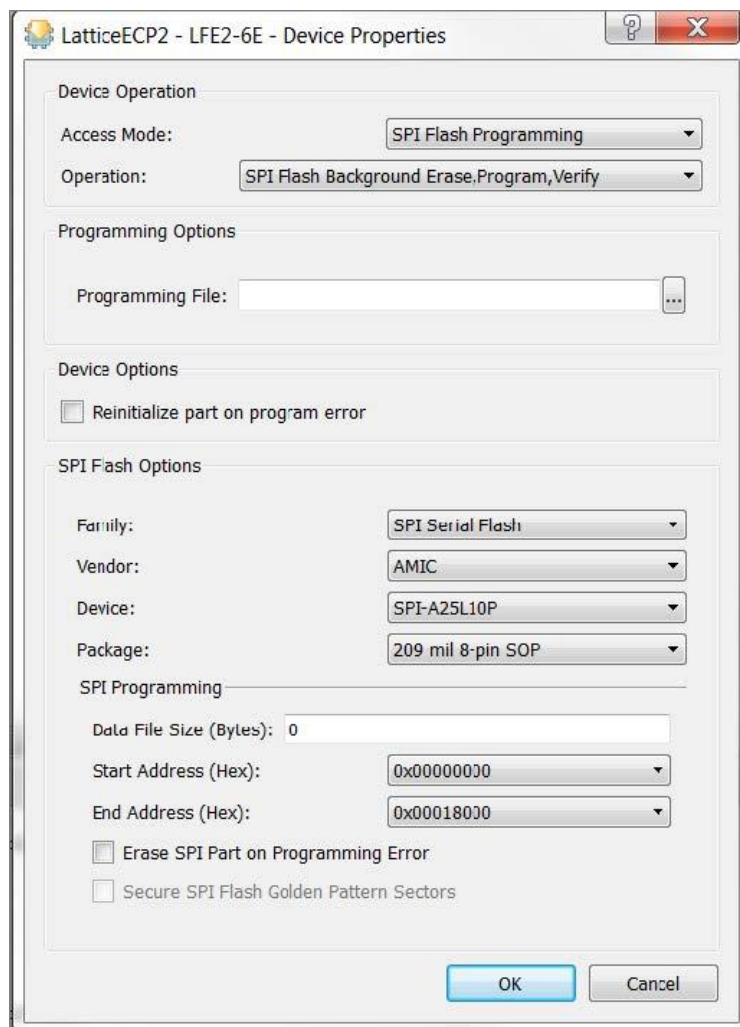 LatticeECP2 - LFE2-6E - Device Properties
Device Operation
Access Mode: SPI Flash Programming
Operation: SPI Flash Background Erase,Program,Verify
Programming Options
Programming File: ...
Device Options
Reinitialize part on program error
SPI Flash Options
Family: SPI Serial Flash
Vendor: AMIC
Device: SPI-A25L10P
Package: 209 mil 8-pin SOP
SPI Programming
Data File Size (Bytes): 0
Start Address (Hex): 0x00000000
End Address (Hex): 0x00018000
Erase SPI Part on Programming Error
Secure SPI Flash Golden Pattern Sectors
OK Cancel